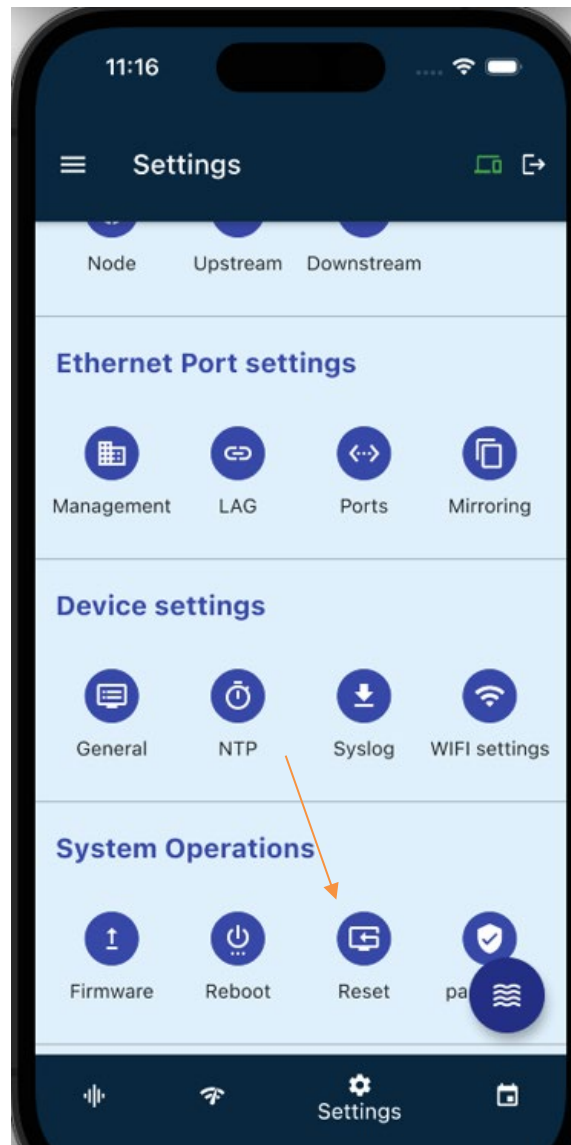 11:16
Settings
Node Upstream Downstream
Ethernet Port settings
Management LAG Ports Mirroring
Device settings
General NTP Syslog WIFI settings
System Operations
Firmware Reboot Reset
Settings